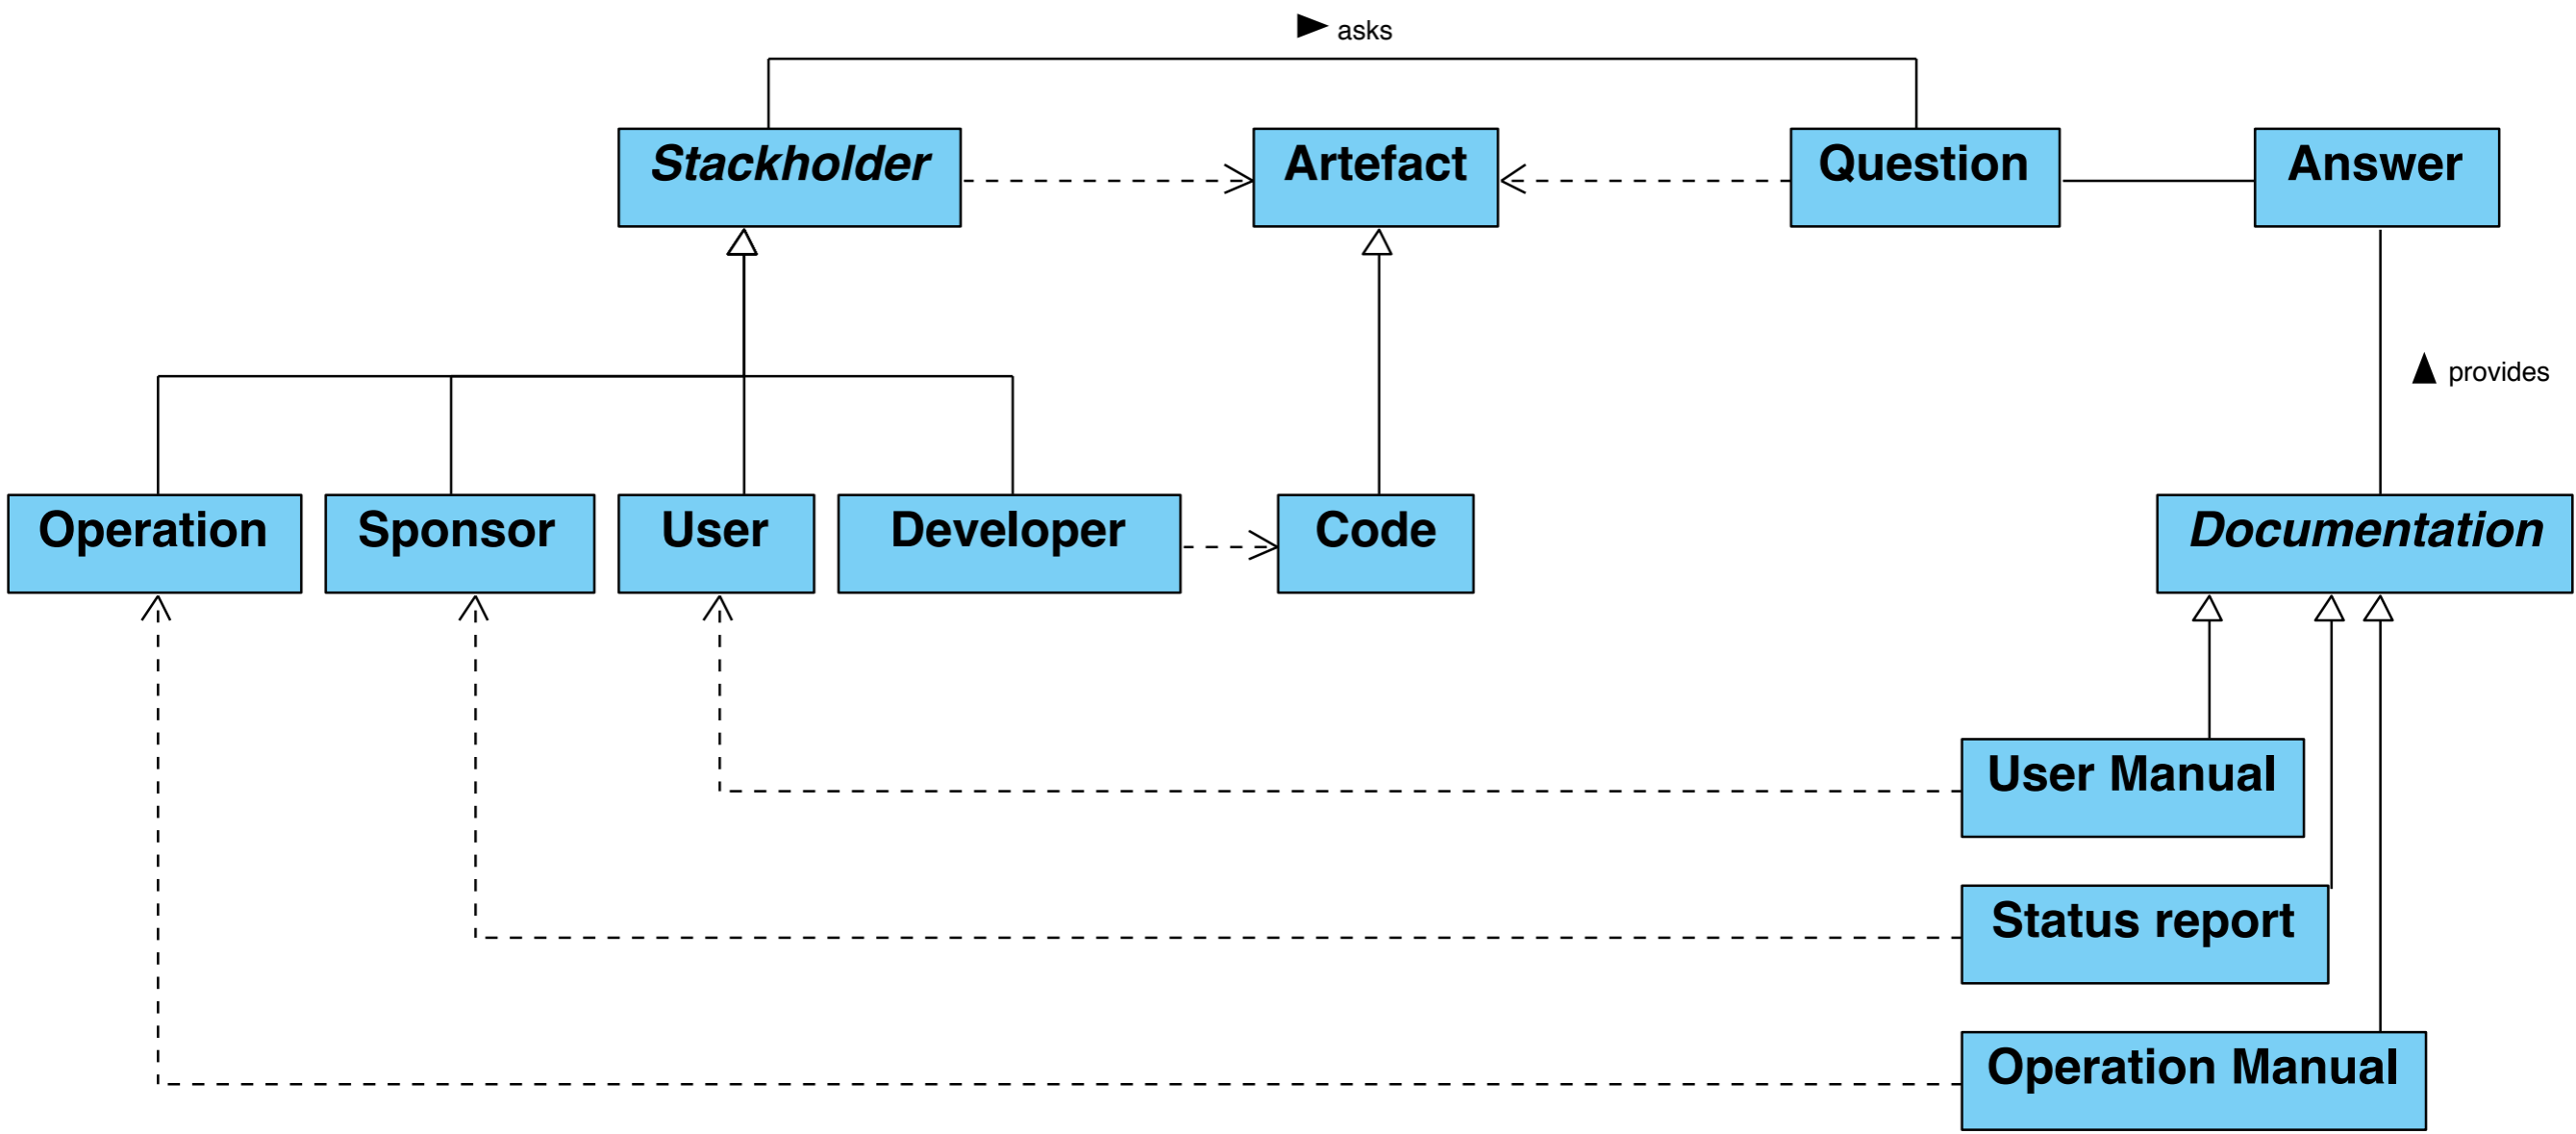 asks
Stackholder
Artefact
Question
Answer
provides
Operation
Sponsor
User
Developer
Code
Documentation
User Manual
Status report
Operation Manual